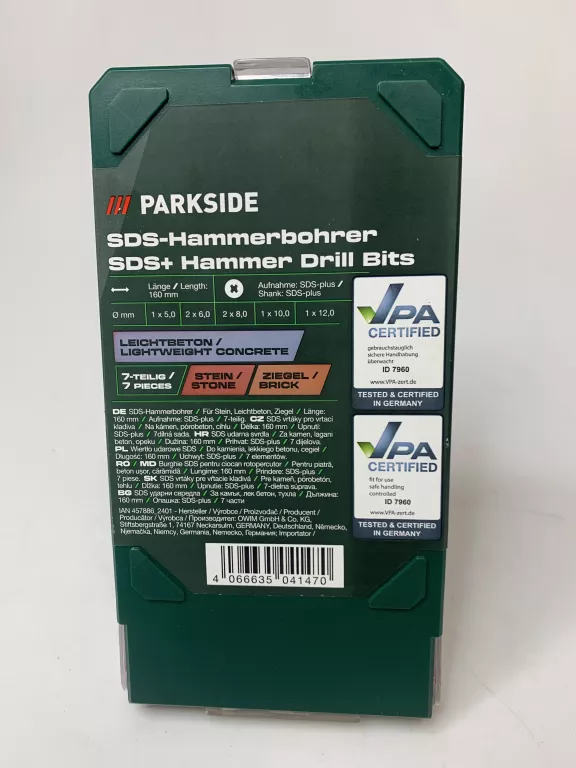 PARKSIDE
SDS-Hammerbohrer
SDS+ Hammer Drill Bits
Länge / Length:
160 mm
Aufnahme: SDS-plus /
Shank: SDS-plus
Ø mm 1 x 5,0 2 x 6,0 2 x 8,0 1 x 10,0 1 x 12,0
LEICHTBETON /
LIGHTWEIGHT CONCRETE
7-TEILIG /
7 PIECES
STEIN /
STONE
ZIEGEL /
BRICK
VPA
CERTIFIED
gebrauchstauglich
sichere Handhabung
überwacht
ID 7960
www.VPA-zert.de
TESTED & CERTIFIED
IN GERMANY
VPA
CERTIFIED
fit for use
safe handling
controlled
ID 7960
www.VPA-zert.de
TESTED & CERTIFIED
IN GERMANY
DE SDS-Hammerbohrer / Für Stein, Leichtbeton, Ziegel / Länge:
160 mm / Aufnahme: SDS-plus / 7-teilig. CZ SDS vrtáky pro vrtací
kladiva / Na kámen, pórobeton, cihlu / Délka: 160 mm / Upnutí:
SDS-plus / 7dílná sada. HR SDS udarna svrdla / Za kamen, lagani
beton, opeku / Dužina: 160 mm / Prihvat: SDS-plus / 7 dijelova.
PL Wiertło udarowe SDS / Do kamienia, lekkiego betonu, cegieł /
Długość: 160 mm / Uchwyt: SDS-plus / 7 elementów.
RO / MD Burghie SDS pentru ciocan rotopercutor / Pentru piatră,
beton ușor, cărămidă / Lungime: 160 mm / Prindere: SDS-plus /
7 piese. SK SDS vrtáky pre vŕtacie kladivá / Pre kameň, pórobetón,
tehlu / Dĺžka: 160 mm / Upnutie: SDS-plus / 7-dielna súprava.
BG SDS ударни свредла / За камък, лек бетон, тухла / Дължина:
160 mm / Опашка: SDS-plus / 7 части
IAN 457886_2401 - Hersteller / Výrobce / Proizvođač / Producent /
Producător / Výrobca / Производител: OWIM GmbH & Co. KG,
Stiftsbergstraße 1, 74167 Neckarsulm, GERMANY, Deutschland, Německo,
Njemačka, Niemcy, Germania, Nemecko, Германия / Importator /
4 066635 041470